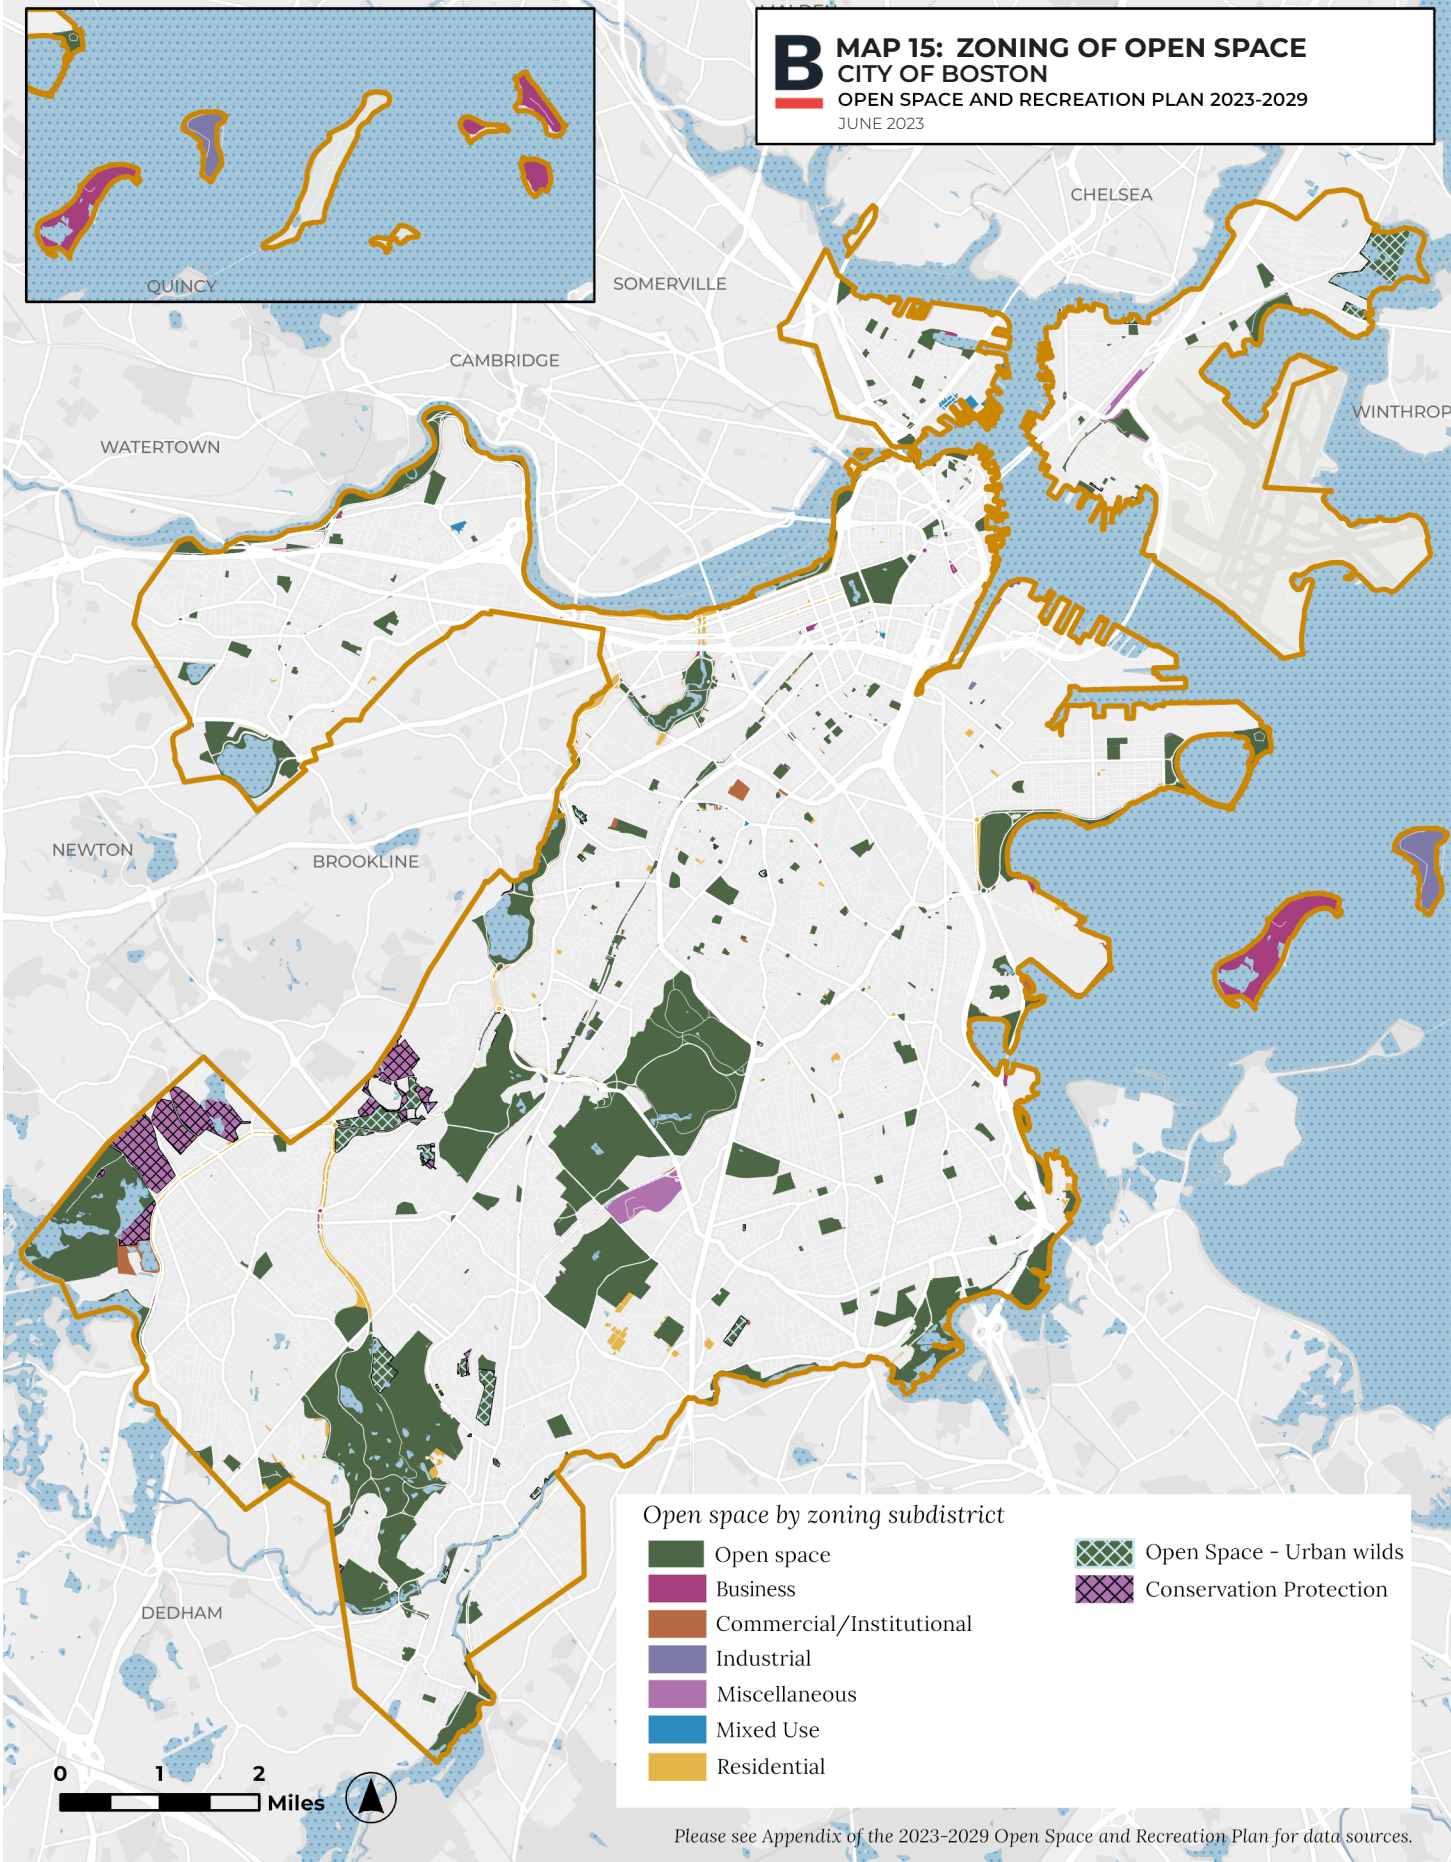 MALDEN
B
MAP 15: ZONING OF OPEN SPACE
CITY OF BOSTON
OPEN SPACE AND RECREATION PLAN 2023-2029
JUNE 2023
CHELSEA
QUINCY
SOMERVILLE
CAMBRIDGE
WINTHROP
WATERTOWN
NEWTON
BROOKLINE
DEDHAM
Open space by zoning subdistrict
Open space
Business
Commercial/Institutional
Industrial
Miscellaneous
Mixed Use
Residential
Open Space - Urban wilds
Conservation Protection
0 1 2
Miles
Please see Appendix of the 2023-2029 Open Space and Recreation Plan for data sources.